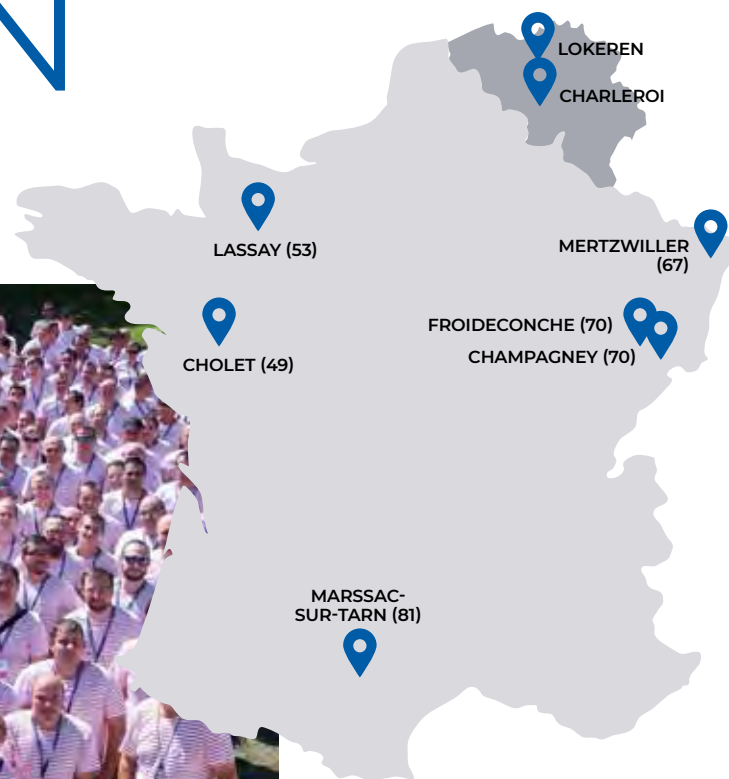 N
LOKEREN
CHARLEROI
LASSAY (53)
MERTZWILLER
(67)
FROIDECONCHE (70)
CHAMPAGNEY (70)
CHOLET (49)
MARSSAC-
SUR-TARN (81)